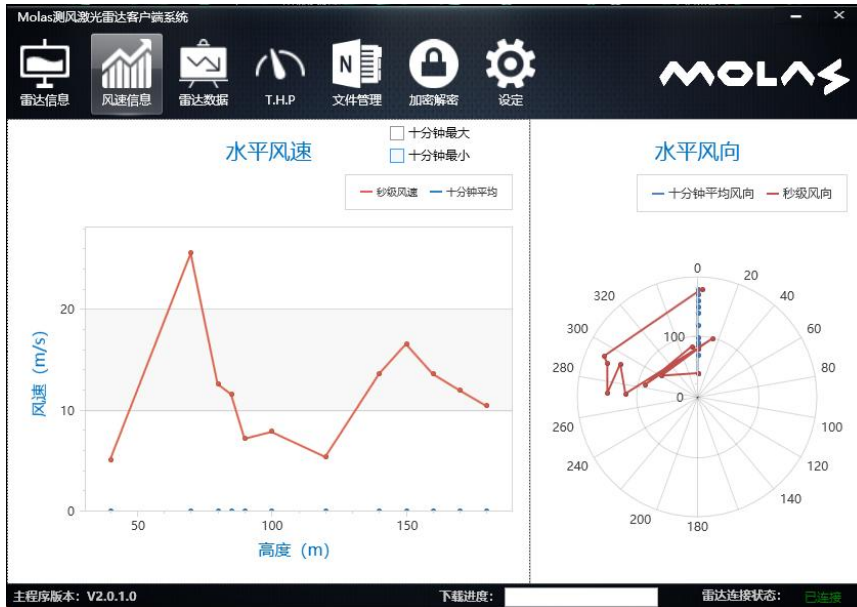 Molas测风激光雷达客户端系统
雷达信息 风速信息 雷达数据 T.H.P 文件管理 加密解密 设定
N
MOLAS
水平风速
十分钟最大
十分钟最小
秒级风速 十分钟平均
20
10
0
风速（m/s）
50 100 150
高度（m）
水平风向
十分钟平均风向 秒级风向
0
20
40
60
80
100
120
140
180
200
240
260
280
300
320
100
0
主程序版本：V2.0.1.0
下载进度：
雷达连接状态：
已连接